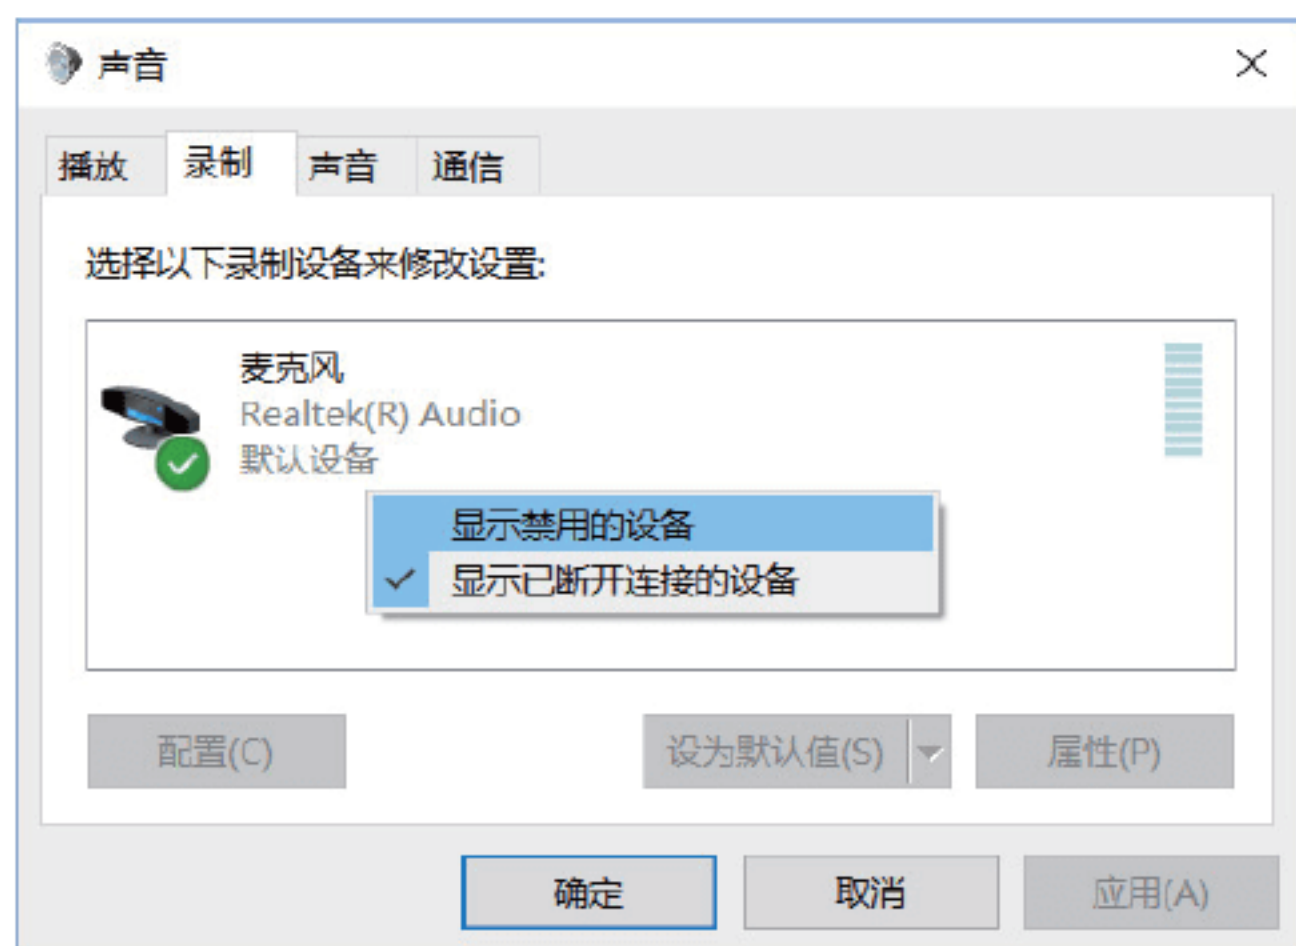 声音
播放 录制 声音 通信
选择以下录制设备来修改设置:
麦克风
Realtek(R) Audio
默认设备
显示禁用的设备
显示已断开连接的设备
配置(C) 设为默认值(S) 属性(P)
确定 取消 应用(A)